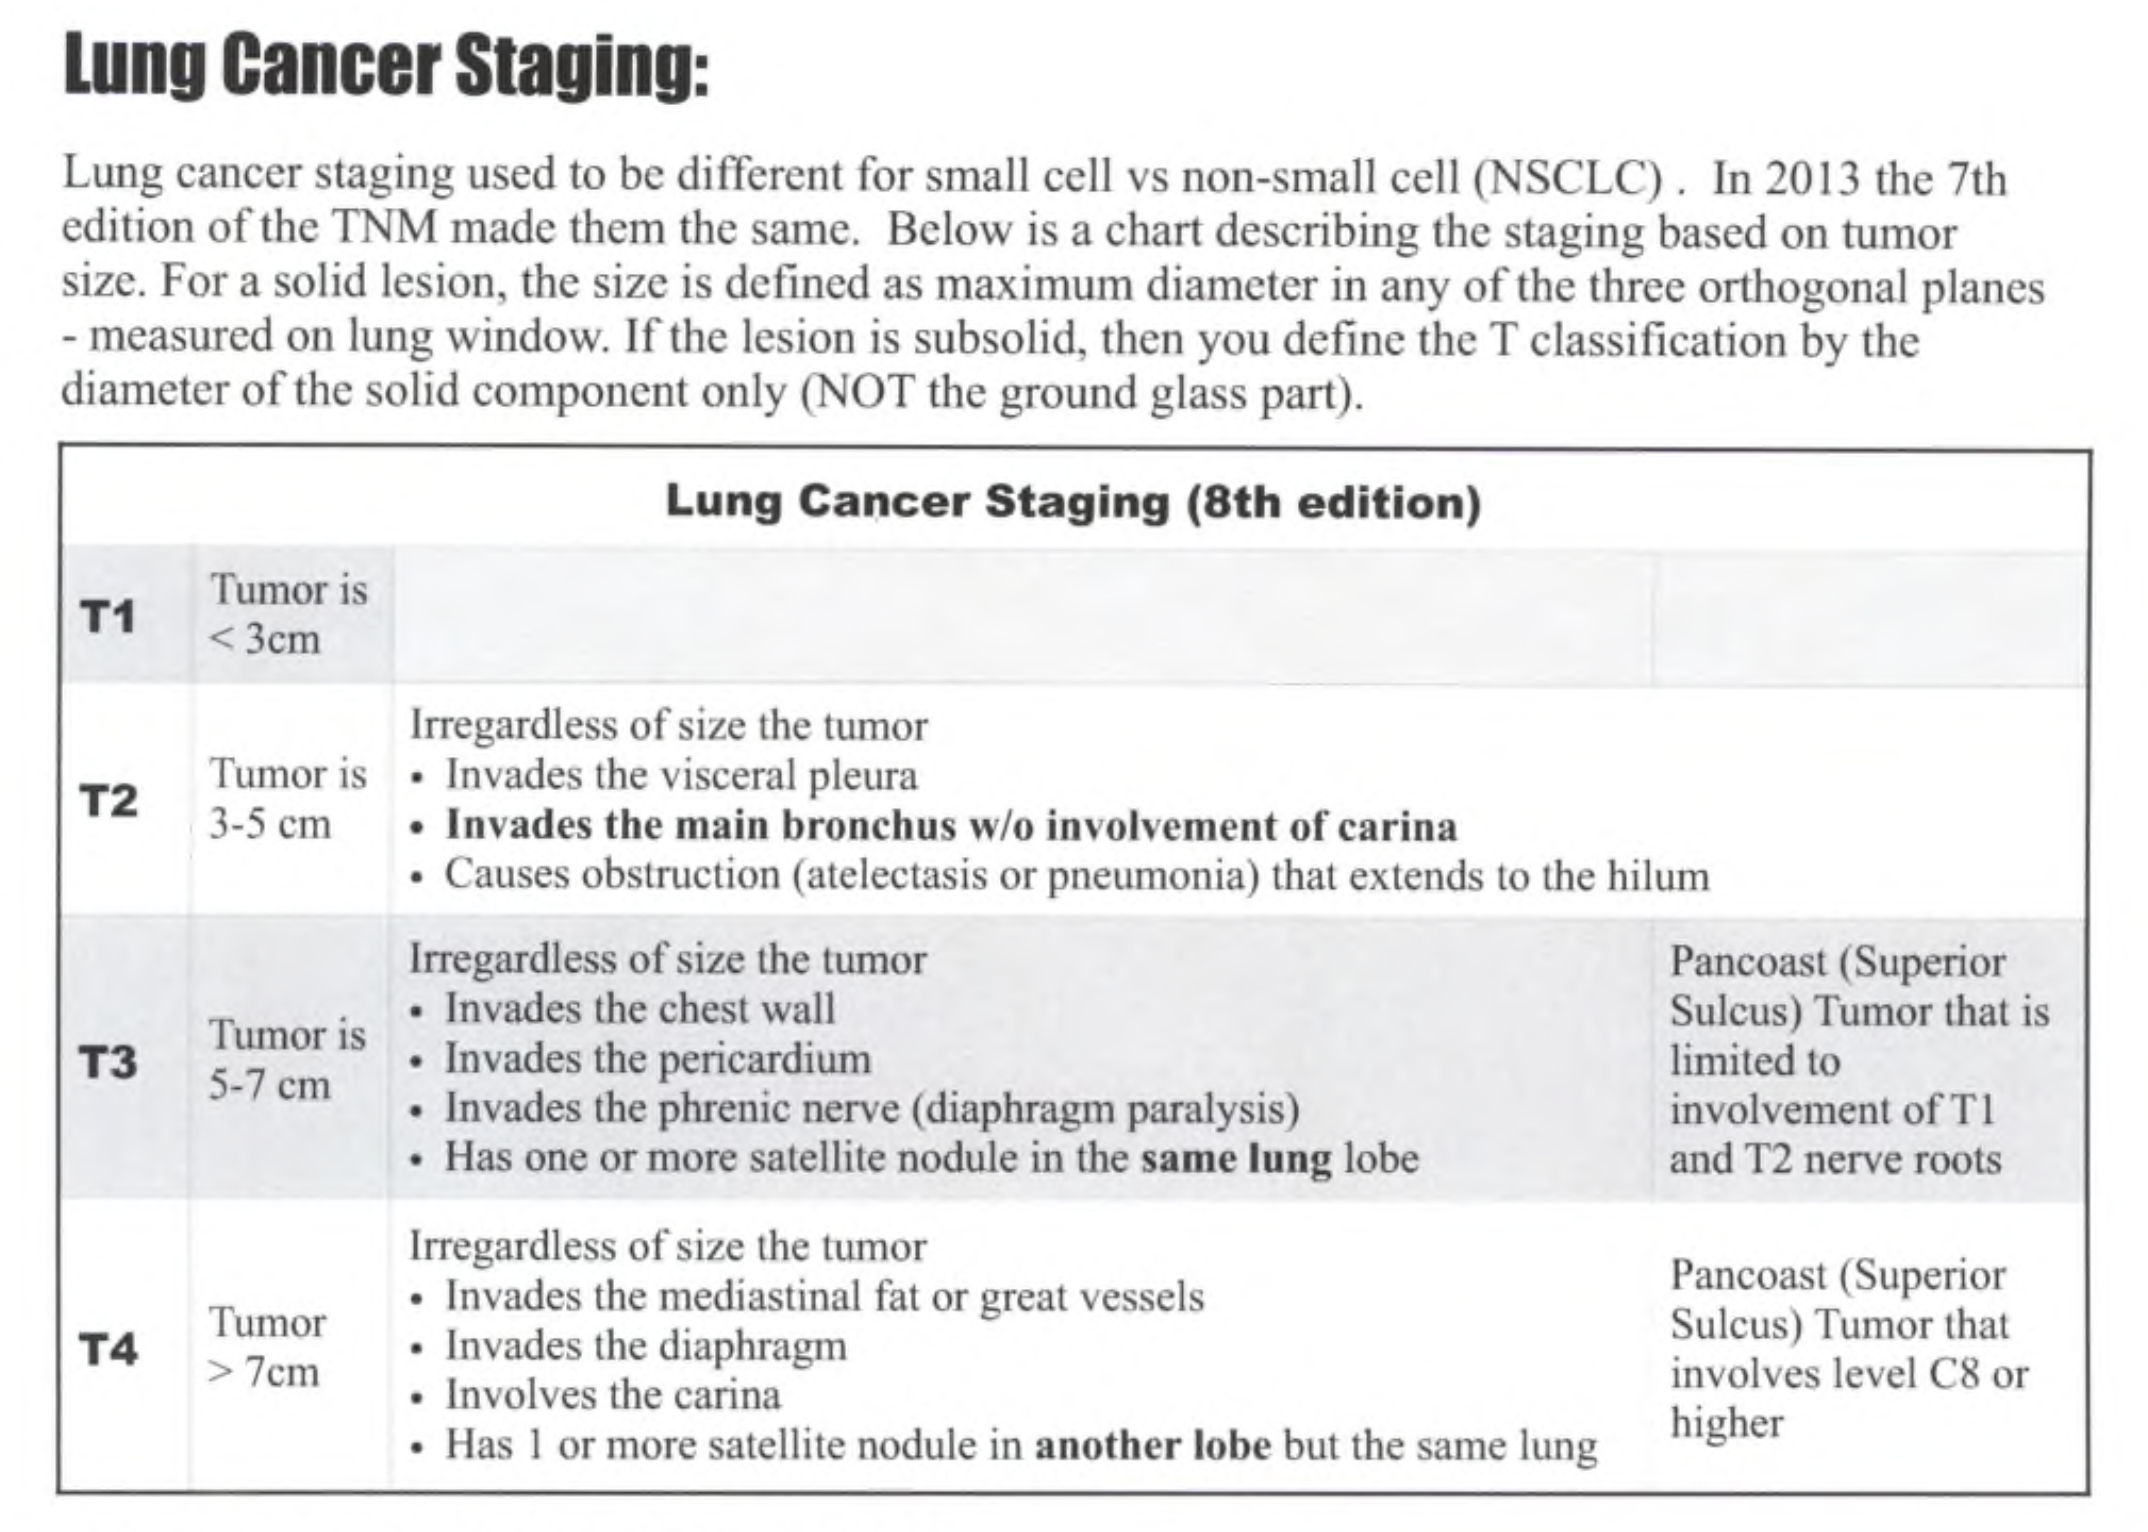 Lung Cancer Staging:
Lung cancer staging used to be different for small cell vs non-small cell (NSCLC) . In 2013 the 7th
edition of the TNM made them the same. Below is a chart describing the staging based on tumor
size. For a solid lesion, the size is defined as maximum diameter in any of the three orthogonal planes
- measured on lung window. If the lesion is subsolid, then you define the T classification by the
diameter of the solid component only (NOT the ground glass part).
Lung Cancer Staging (8th edition)
T1
Tumor is
< 3cm
T2
Tumor is
3-5 cm
Irregardless of size the tumor
• Invades the visceral pleura
• Invades the main bronchus w/o involvement of carina
• Causes obstruction (atelectasis or pneumonia) that extends to the hilum
T3
Tumor is
5-7 cm
Irregardless of size the tumor
• Invades the chest wall
• Invades the pericardium
• Invades the phrenic nerve (diaphragm paralysis)
• Has one or more satellite nodule in the same lung lobe
Pancoast (Superior
Sulcus) Tumor that is
limited to
involvement of T1
and T2 nerve roots
T4
Tumor
> 7cm
Irregardless of size the tumor
• Invades the mediastinal fat or great vessels
• Invades the diaphragm
• Involves the carina
• Has 1 or more satellite nodule in another lobe but the same lung
Pancoast (Superior
Sulcus) Tumor that
involves level C8 or
higher